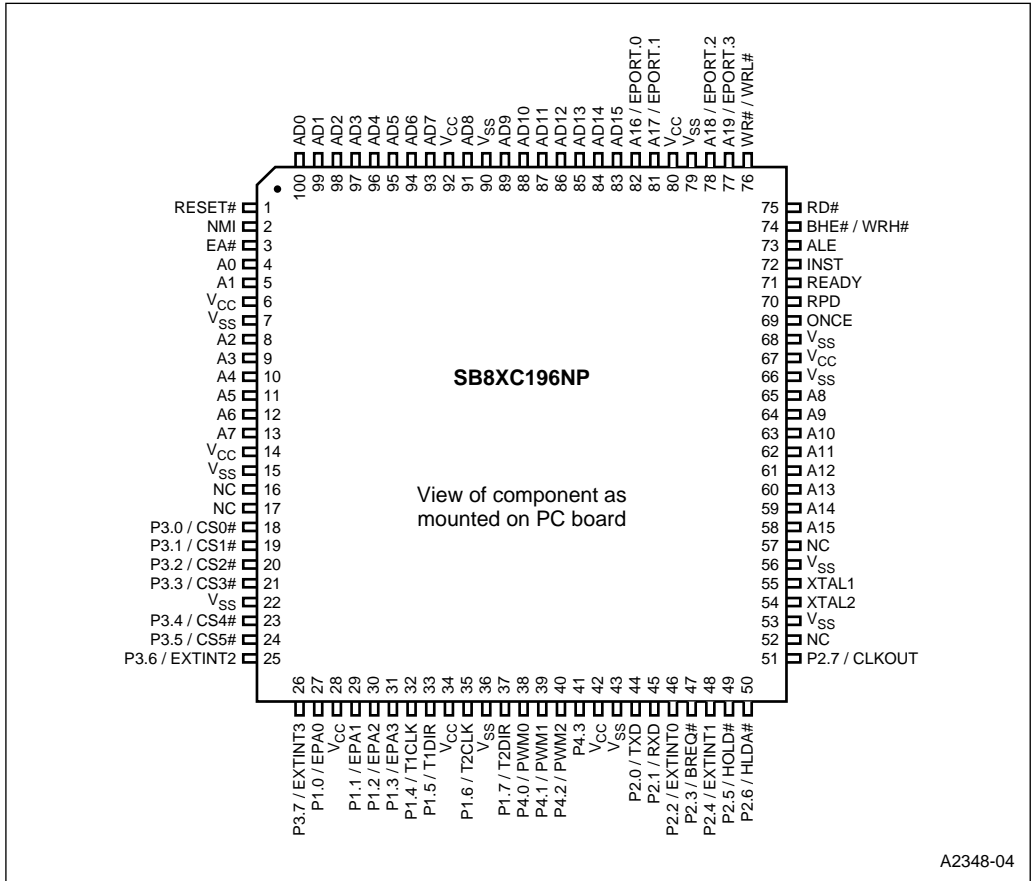 AD0
AD1
AD2
AD3
AD4
AD5
AD6
AD7
VCC
AD8
VSS
AD9
AD10
AD11
AD12
AD13
AD14
AD15
A16 / EPORT.0
A17 / EPORT.1
VCC
VSS
A18 / EPORT.2
A19 / EPORT.3
WR# / WRL#
100
99
98
97
96
95
94
93
92
91
90
89
88
87
86
85
84
83
82
81
80
79
78
77
76
RESET# 1
NMI 2
EA# 3
A0 4
A1 5
VCC 6
VSS 7
A2 8
A3 9
A4 10
A5 11
A6 12
A7 13
VCC 14
VSS 15
NC 16
NC 17
P3.0 / CS0# 18
P3.1 / CS1# 19
P3.2 / CS2# 20
P3.3 / CS3# 21
VSS 22
P3.4 / CS4# 23
P3.5 / CS5# 24
P3.6 / EXTINT2 25
SB8XC196NP
View of component as
mounted on PC board
75 RD#
74 BHE# / WRH#
73 ALE
72 INST
71 READY
70 RPD
69 ONCE
68 VSS
67 VCC
66 VSS
65 A8
64 A9
63 A10
62 A11
61 A12
60 A13
59 A14
58 A15
57 NC
56 VSS
55 XTAL1
54 XTAL2
53 VSS
52 NC
51 P2.7 / CLKOUT
26
27
28
29
30
31
32
33
34
35
36
37
38
39
40
41
42
43
44
45
46
47
48
49
50
P3.7 / EXTINT3
P1.0 / EPA0
VCC
P1.1 / EPA1
P1.2 / EPA2
P1.3 / EPA3
P1.4 / T1CLK
P1.5 / T1DIR
VCC
P1.6 / T2CLK
VSS
P1.7 / T2DIR
P4.0 / PWM0
P4.1 / PWM1
P4.2 / PWM2
P4.3
VCC
VSS
P2.0 / TXD
P2.1 / RXD
P2.2 / EXTINT0
P2.3 / BREQ#
P2.4 / EXTINT1
P2.5 / HOLD#
P2.6 / HLDA#
A2348-04